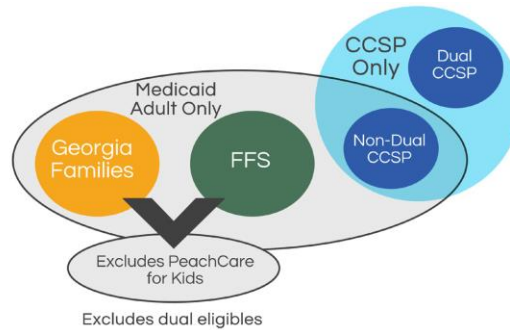 CCSP
Only
Dual
CCSP
Medicaid
Adult Only
Georgia
Families
FFS
Non-Dual
CCSP
Excludes PeachCare
for Kids
Excludes dual eligibles